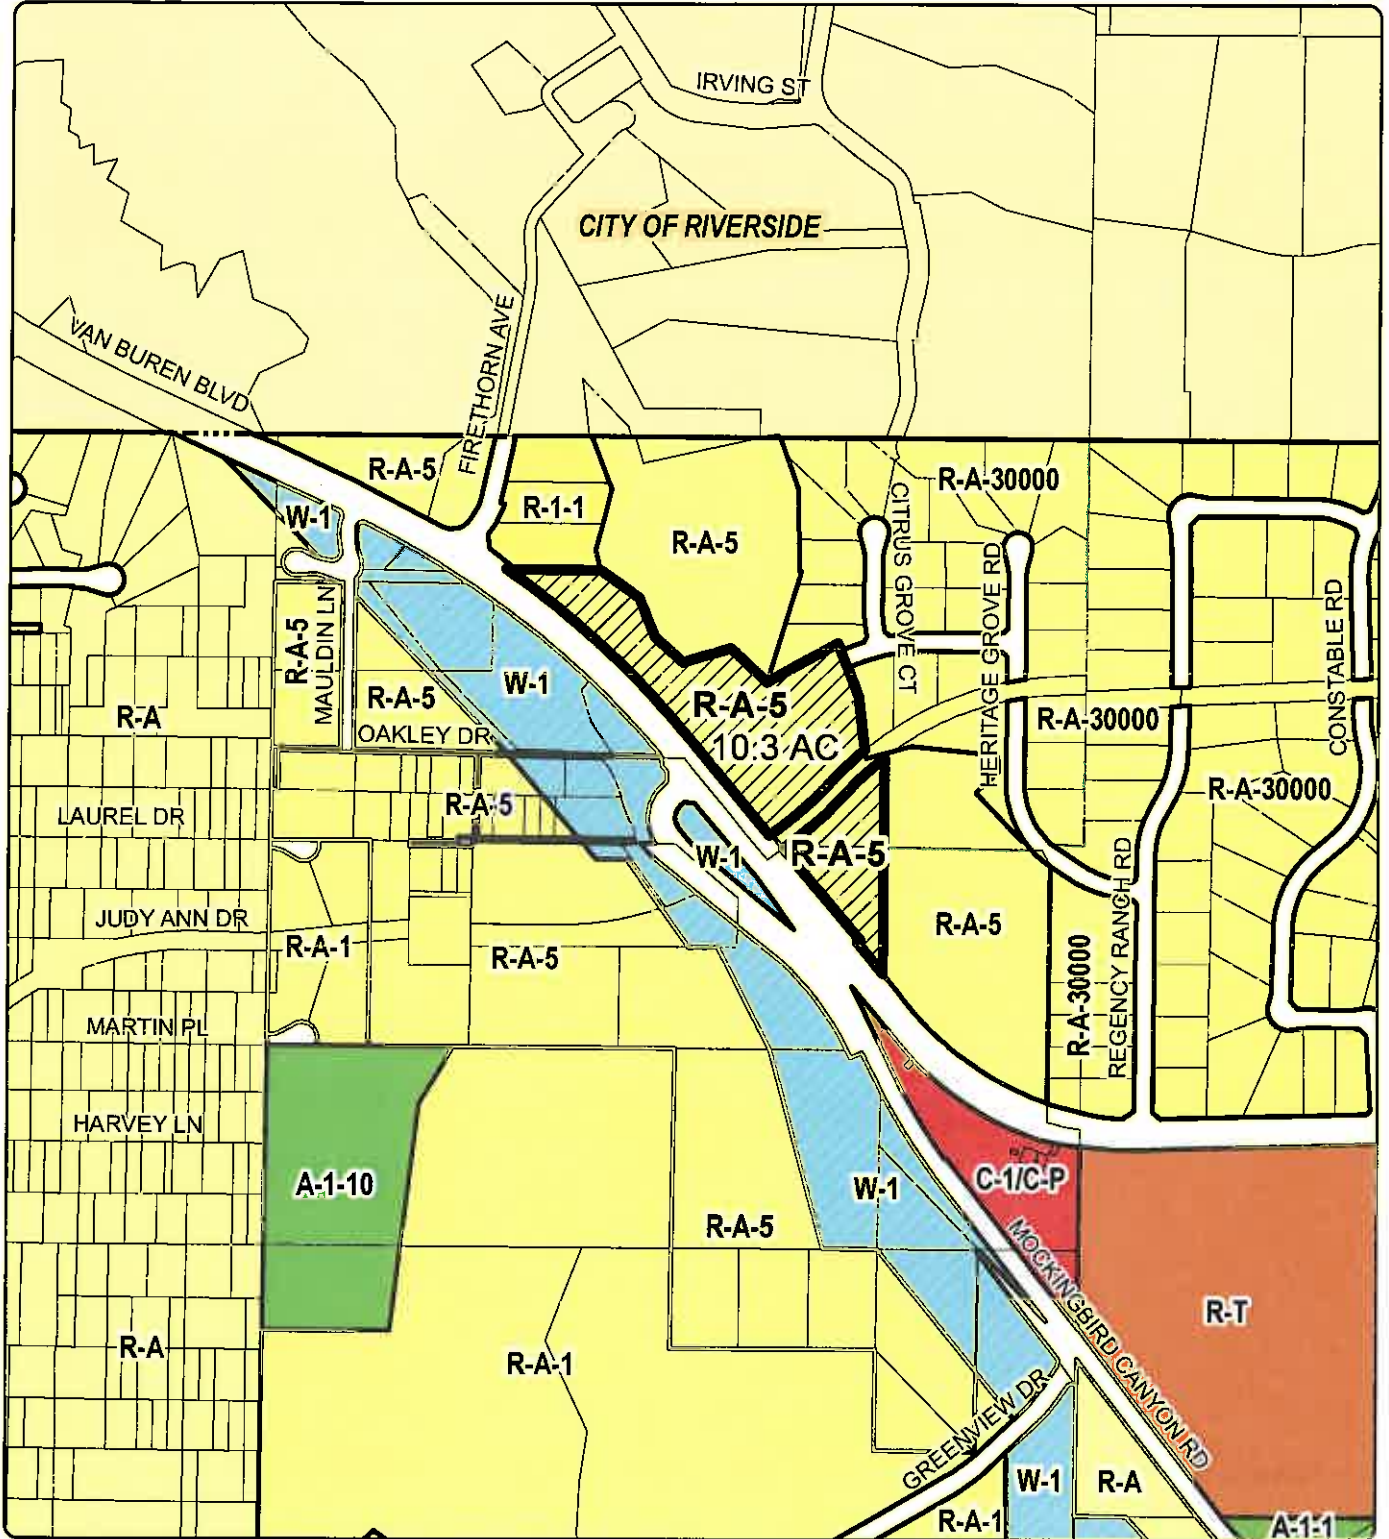 IRVING ST
CITY OF RIVERSIDE
VAN BUREN BLVD
FIRETHORN AVE
R-A-5
R-A-30000
R-1-1
W-1
R-A-5
CITRUS GROVE CT
HERITAGE GROVE RD
CONSTABLE RD
R-A-5
MAULDIN LN
W-1
R-A-5
R-A-5
10.3 AC
R-A
R-A-30000
OAKLEY DR
R-A-30000
R-A-5
LAUREL DR
W-1
R-A-5
REGENCY RANCH RD
JUDY ANN DR
R-A-1
R-A-5
R-A-5
R-A-30000
MARTIN PL
HARVEY LN
A-1-10
W-1
C-1/C-P
R-A-5
MOCKINGBIRD CANYON RD
R-T
R-A
R-A-1
GREENVIEW DR
W-1
R-A
R-A-1
A-1-1